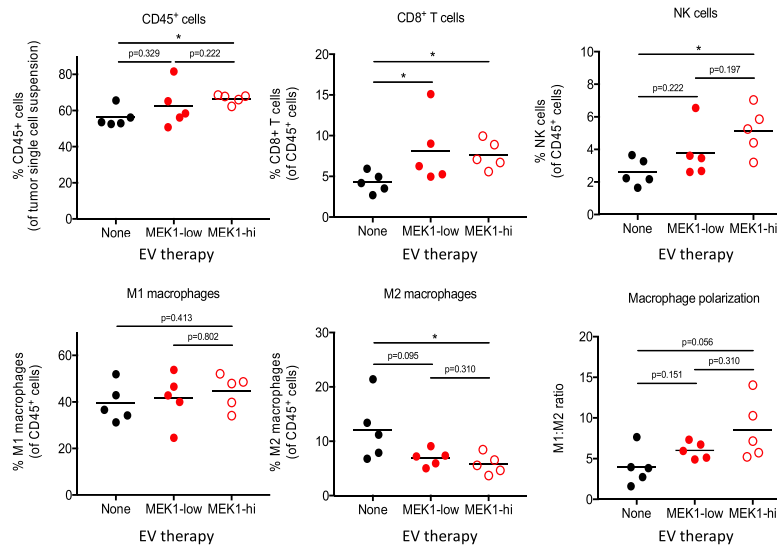 CD45⁺ cells
*
p=0.329
p=0.222
% CD45+ cells
(of tumor single cell suspension)
80
60
40
20
0
None
MEK1-low
MEK1-hi
EV therapy
CD8⁺ T cells
*
*
% CD8+ T cells
(of CD45⁺ cells)
20
15
10
5
0
None
MEK1-low
MEK1-hi
EV therapy
NK cells
*
p=0.197
p=0.222
% NK cells
(of CD45⁺ cells)
10
8
6
4
2
0
None
MEK1-low
MEK1-hi
EV therapy
M1 macrophages
p=0.413
p=0.802
% M1 macrophages
(of CD45⁺ cells)
60
40
20
0
None
MEK1-low
MEK1-hi
EV therapy
M2 macrophages
*
p=0.095
p=0.310
% M2 macrophages
(of CD45⁺ cells)
30
20
10
0
None
MEK1-low
MEK1-hi
EV therapy
Macrophage polarization
p=0.056
p=0.310
p=0.151
M1:M2 ratio
20
15
10
5
0
None
MEK1-low
MEK1-hi
EV therapy